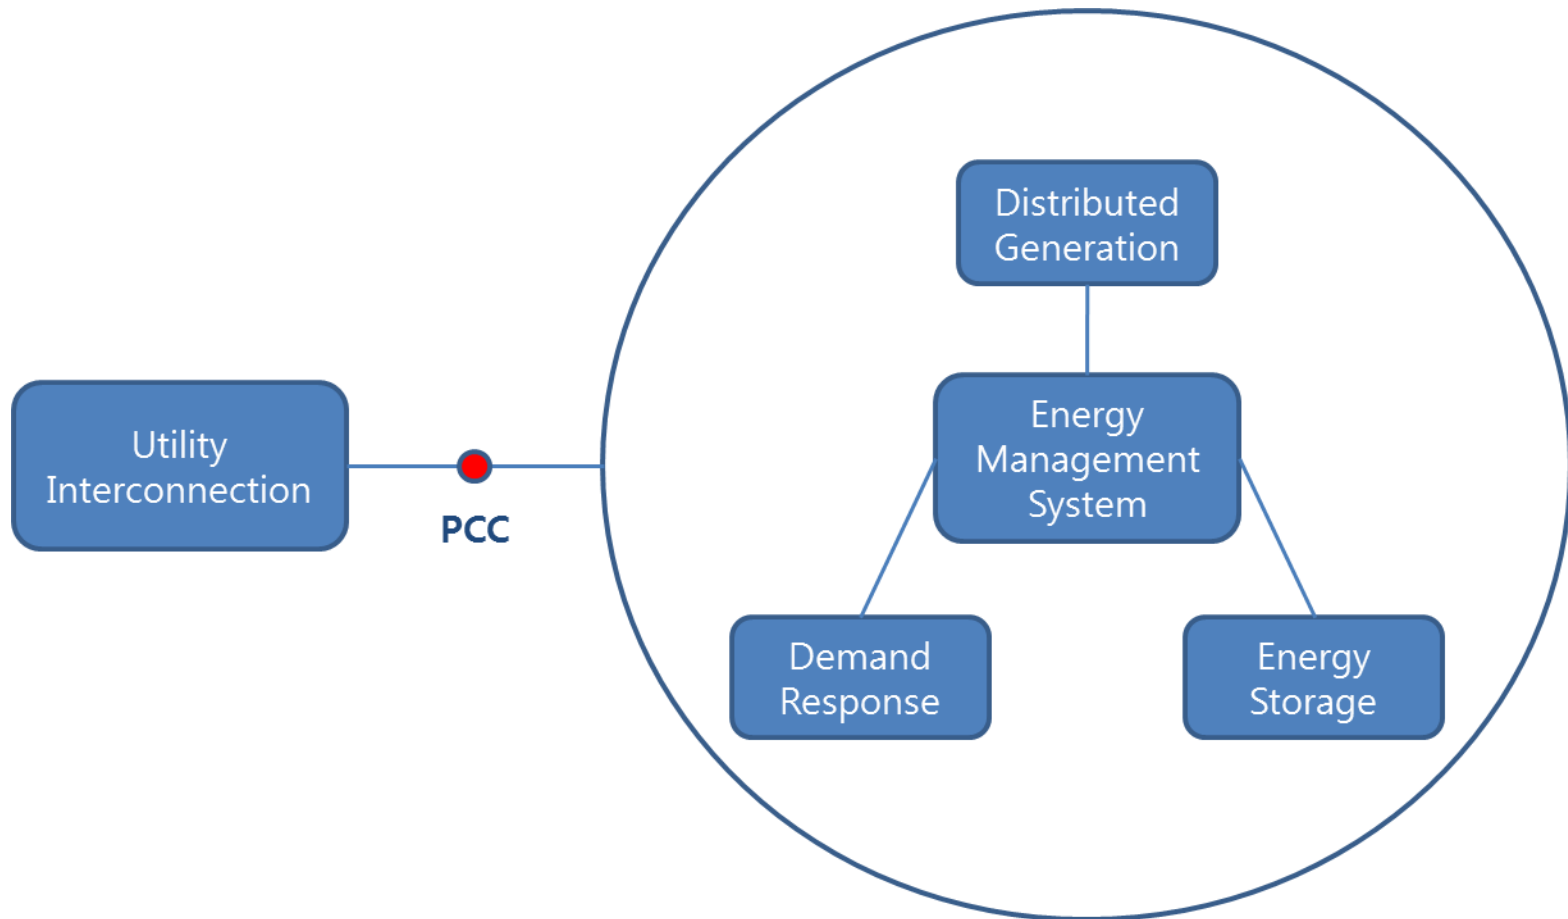 Distributed
Generation
Utility
Interconnection
PCC
Energy
Management
System
Demand
Response
Energy
Storage